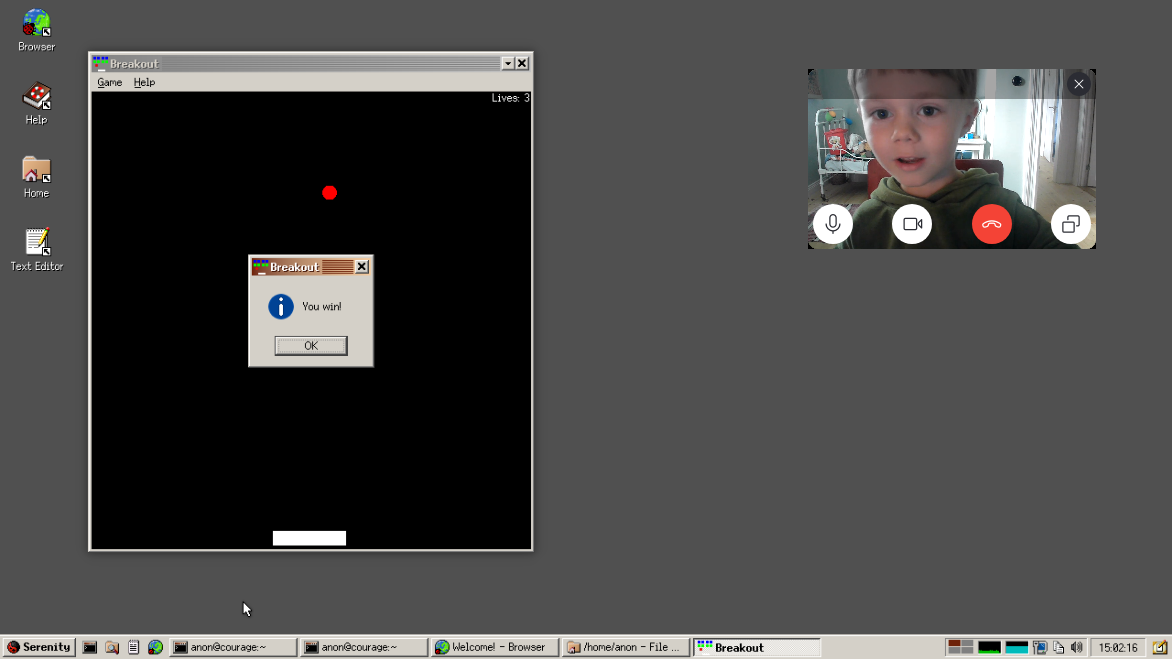 Browser
Help
Home
Text Editor
Breakout
Game Help
Lives: 3
Breakout
You win!
OK
Serenity
anon@courage:~
anon@courage:~
Welcome! - Browser
/home/anon - File ...
Breakout
15:02:16